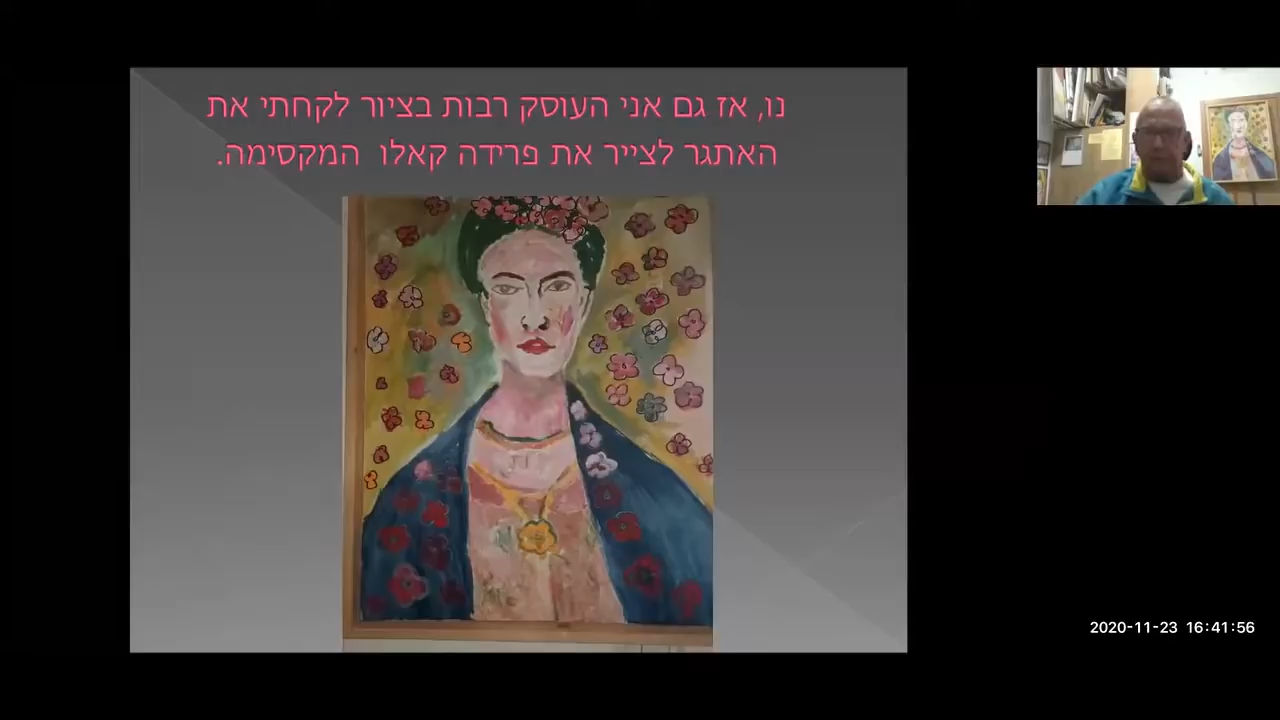 נו, אז גם אני העוסק רבות בציור לקחתי את
האתגר לצייר את פרידה קאלו  המקסימה.
2020-11-23 16:41:56